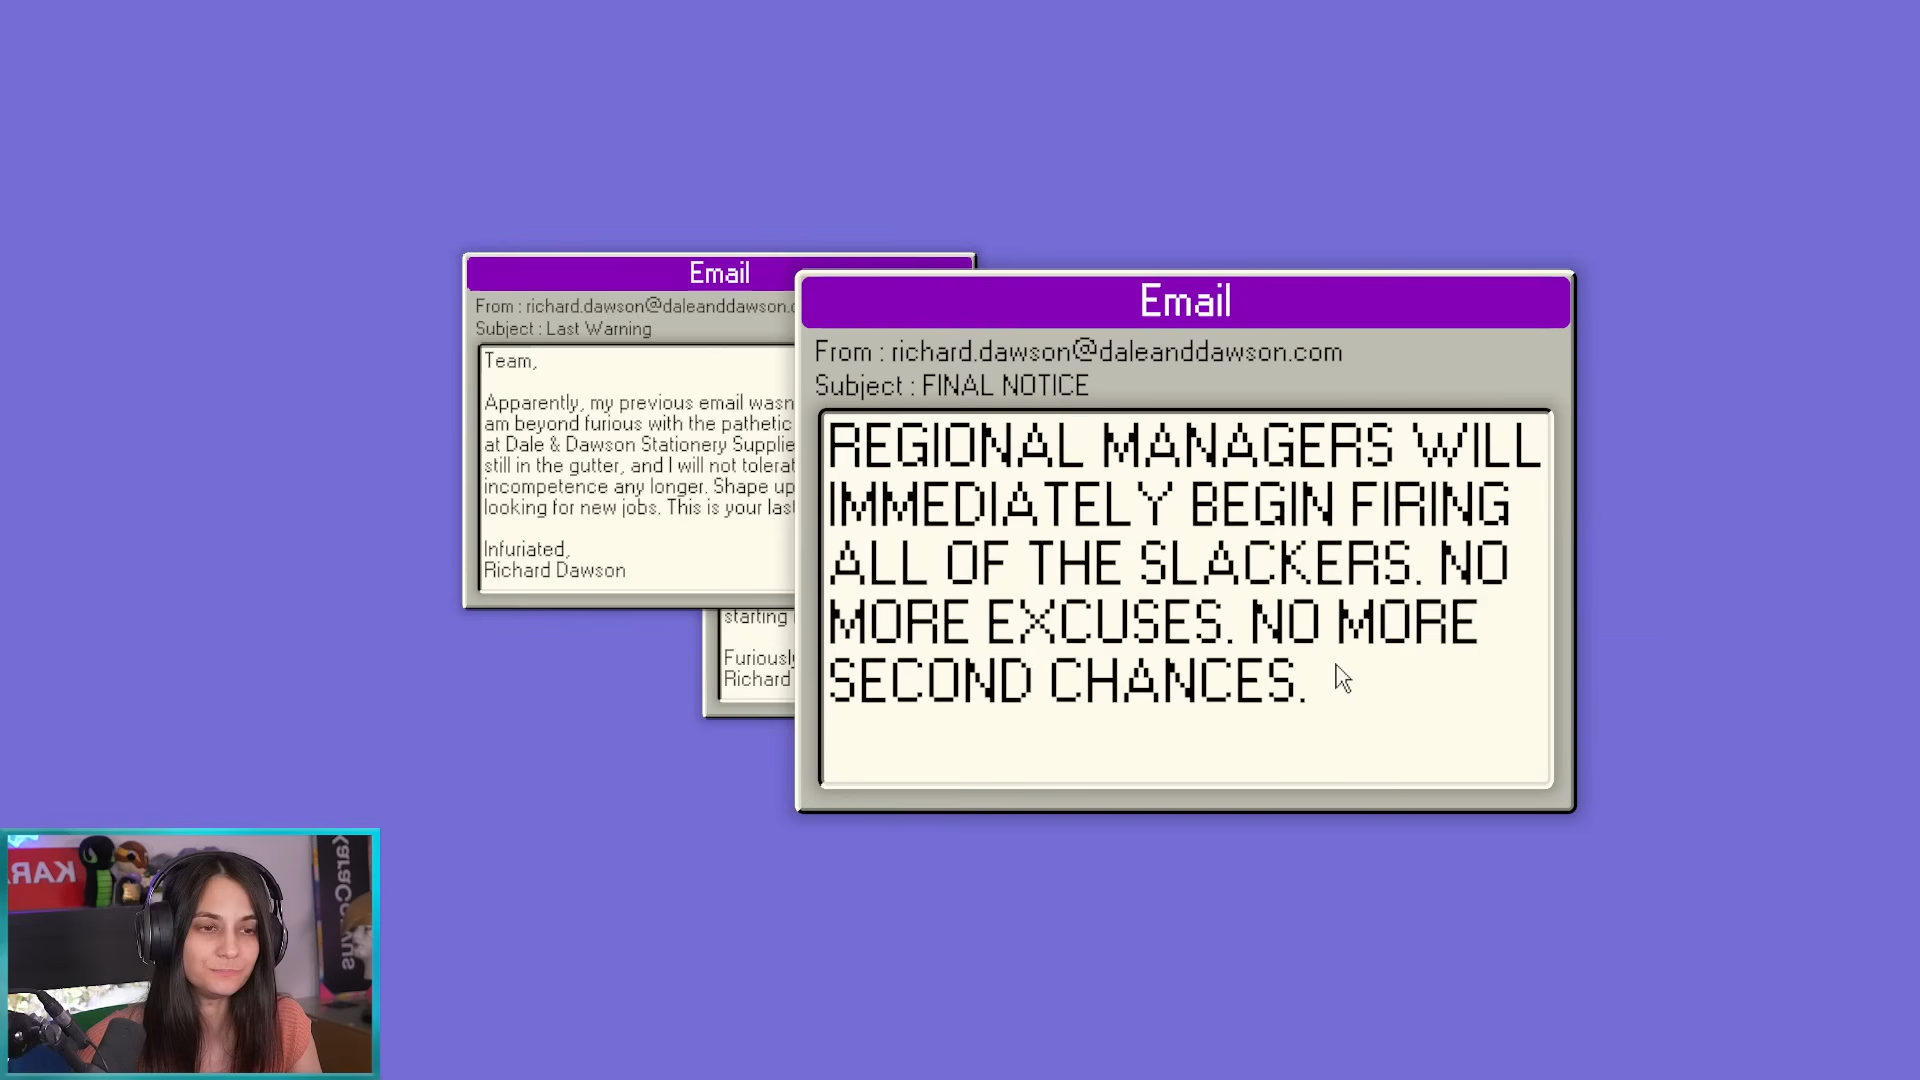 Email
From : richard.dawson@daleanddawson.
Subject : Last Warning
Team,
Apparently, my previous email wasn
am beyond furious with the pathetic
at Dale & Dawson Stationery Supplie
still in the gutter, and I will not tolerat
incompetence any longer. Shape up
looking for new jobs. This is your las
Infuriated,
Richard Dawson
starting
Furiously
Richard
Email
From : richard.dawson@daleanddawson.com
Subject : FINAL NOTICE
REGIONAL MANAGERS WILL
IMMEDIATELY BEGIN FIRING
ALL OF THE SLACKERS. NO
MORE EXCUSES. NO MORE
SECOND CHANCES.
KAR